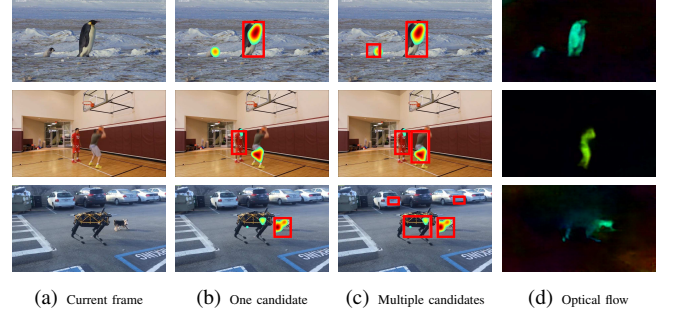 (a) Current frame
(b) One candidate
(c) Multiple candidates
(d) Optical flow